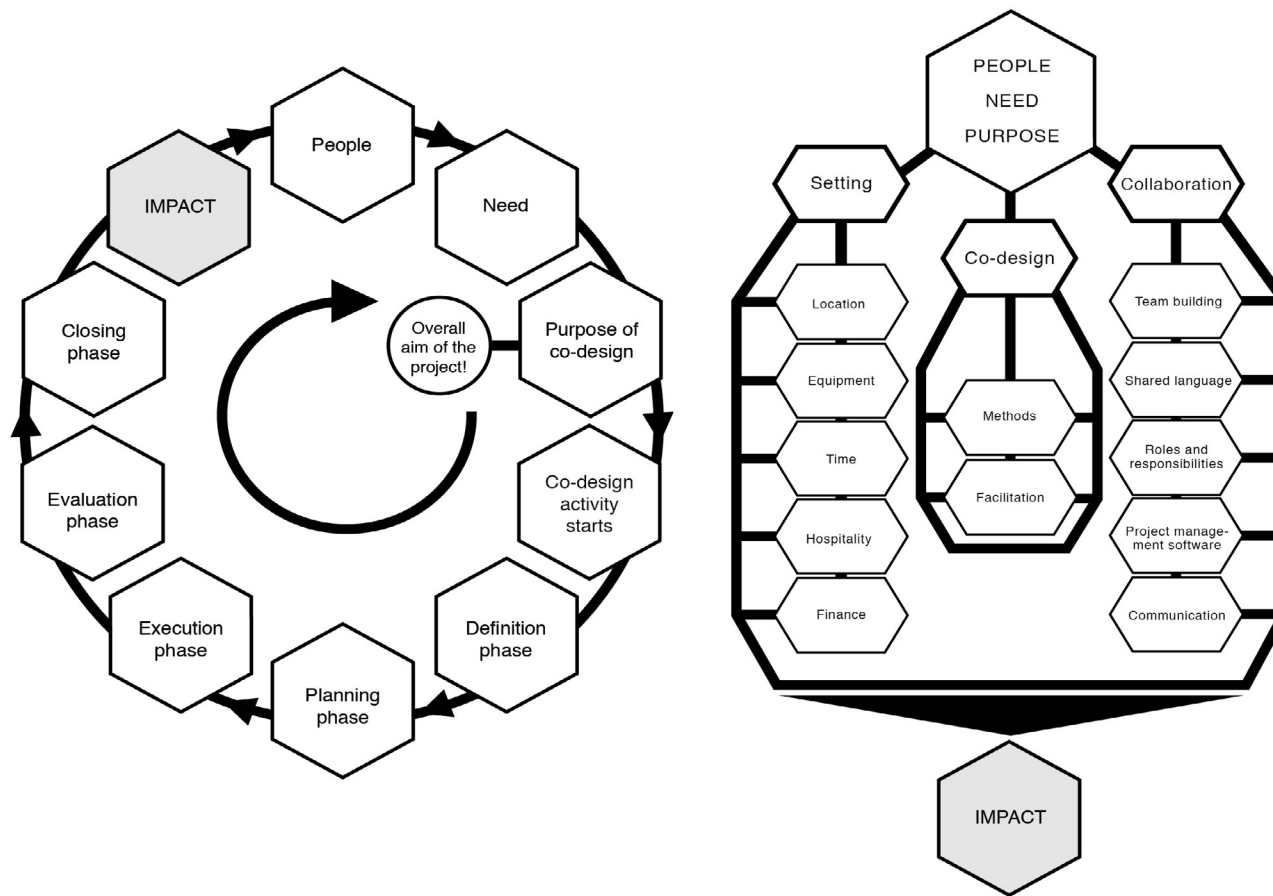 People
Need
Purpose of
co-design
Overall
aim of the
project!
Co-design
activity
starts
Definition
phase
Planning
phase
Execution
phase
Evaluation
phase
Closing
phase
IMPACT
PEOPLE
NEED
PURPOSE
Setting
Location
Equipment
Time
Hospitality
Finance
Co-design
Methods
Facilitation
Collaboration
Team building
Shared language
Roles and
responsibilities
Project manage-
ment software
Communication
IMPACT